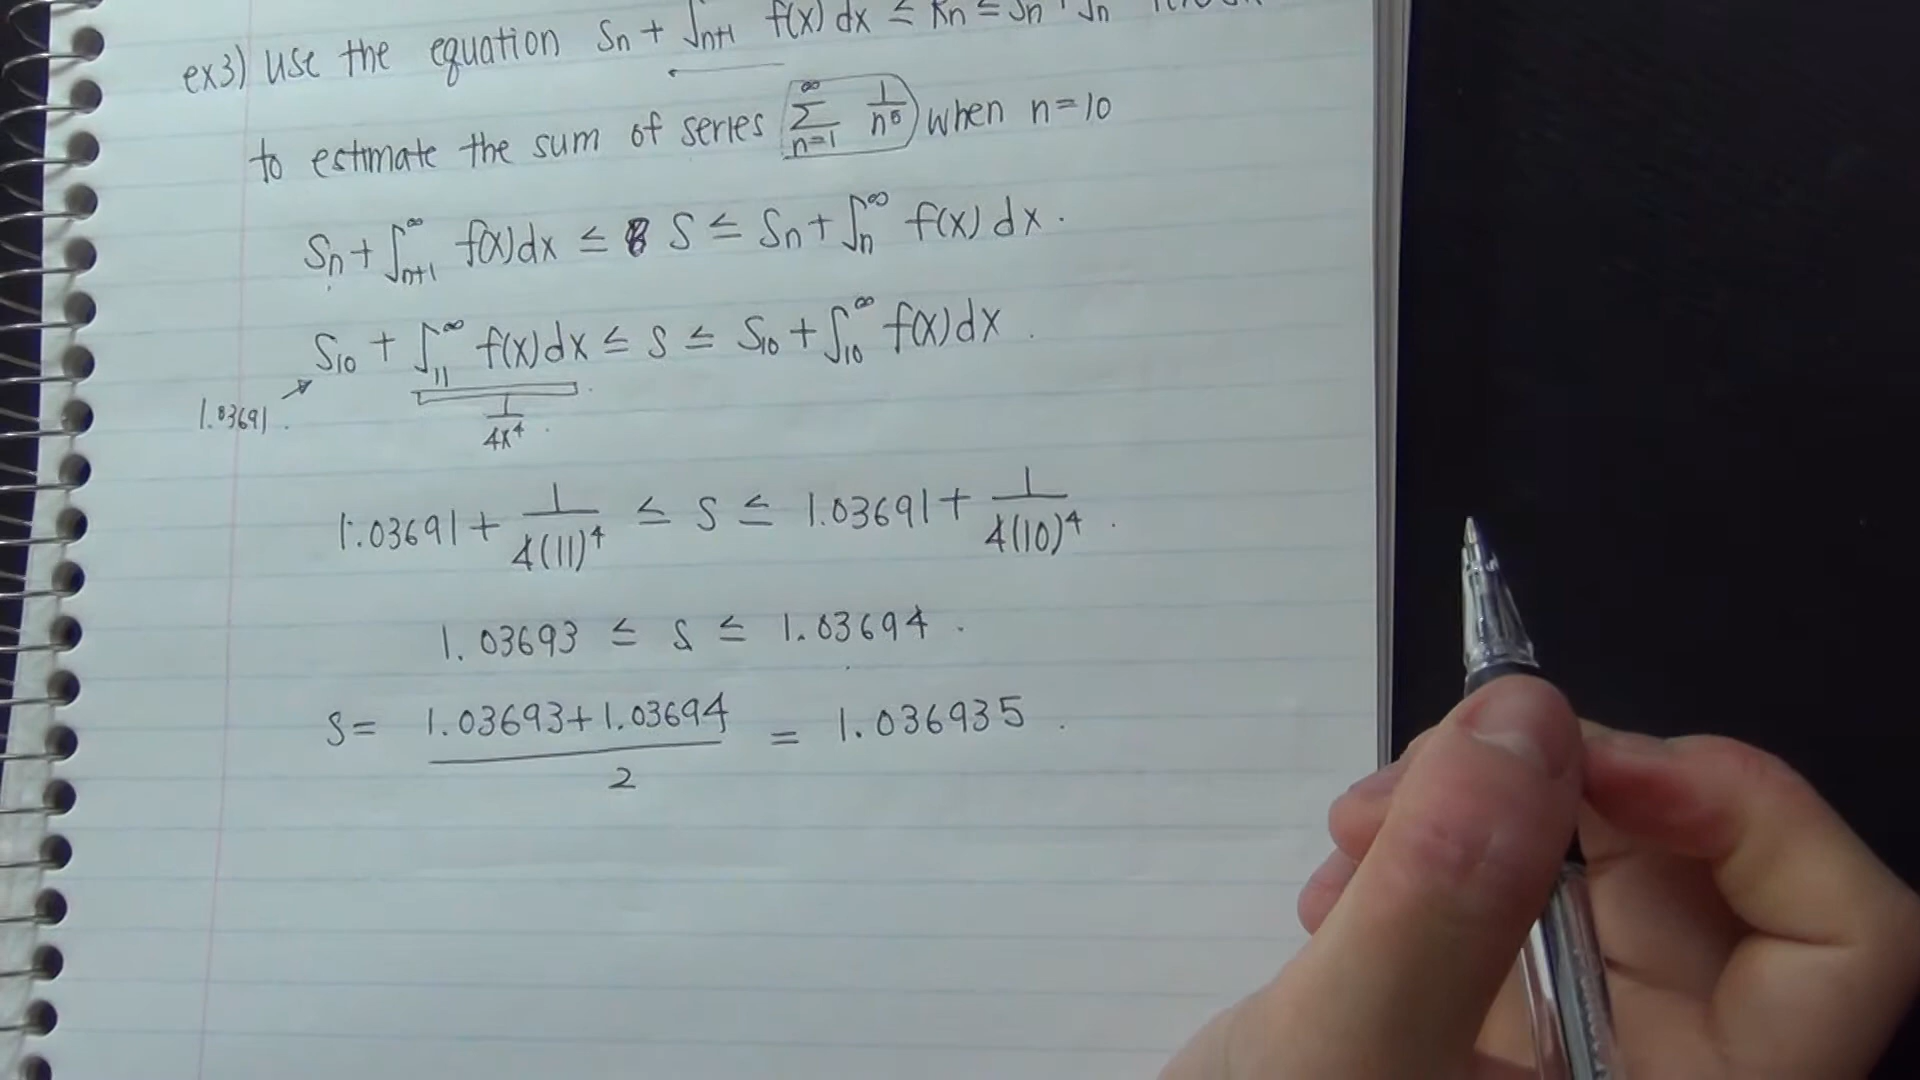 ex3) use the equation Sn + ∫n+1 f(x) dx ≤ Rn ≤ Sn + ∫n
to estimate the sum of series ∞ Σ n=1 1/n⁵ when n=10
Sn + ∫n+1^∞ f(x)dx ≤ S ≤ Sn + ∫n^∞ f(x) dx.
S10 + ∫11^∞ f(x)dx ≤ S ≤ S10 + ∫10^∞ f(x)dx.
1.03691.
1/4x⁴.
1.03691 + 1/4(11)⁴ ≤ S ≤ 1.03691 + 1/4(10)⁴.
1.03693 ≤ S ≤ 1.03694.
S = 1.03693+1.03694/2 = 1.036935.